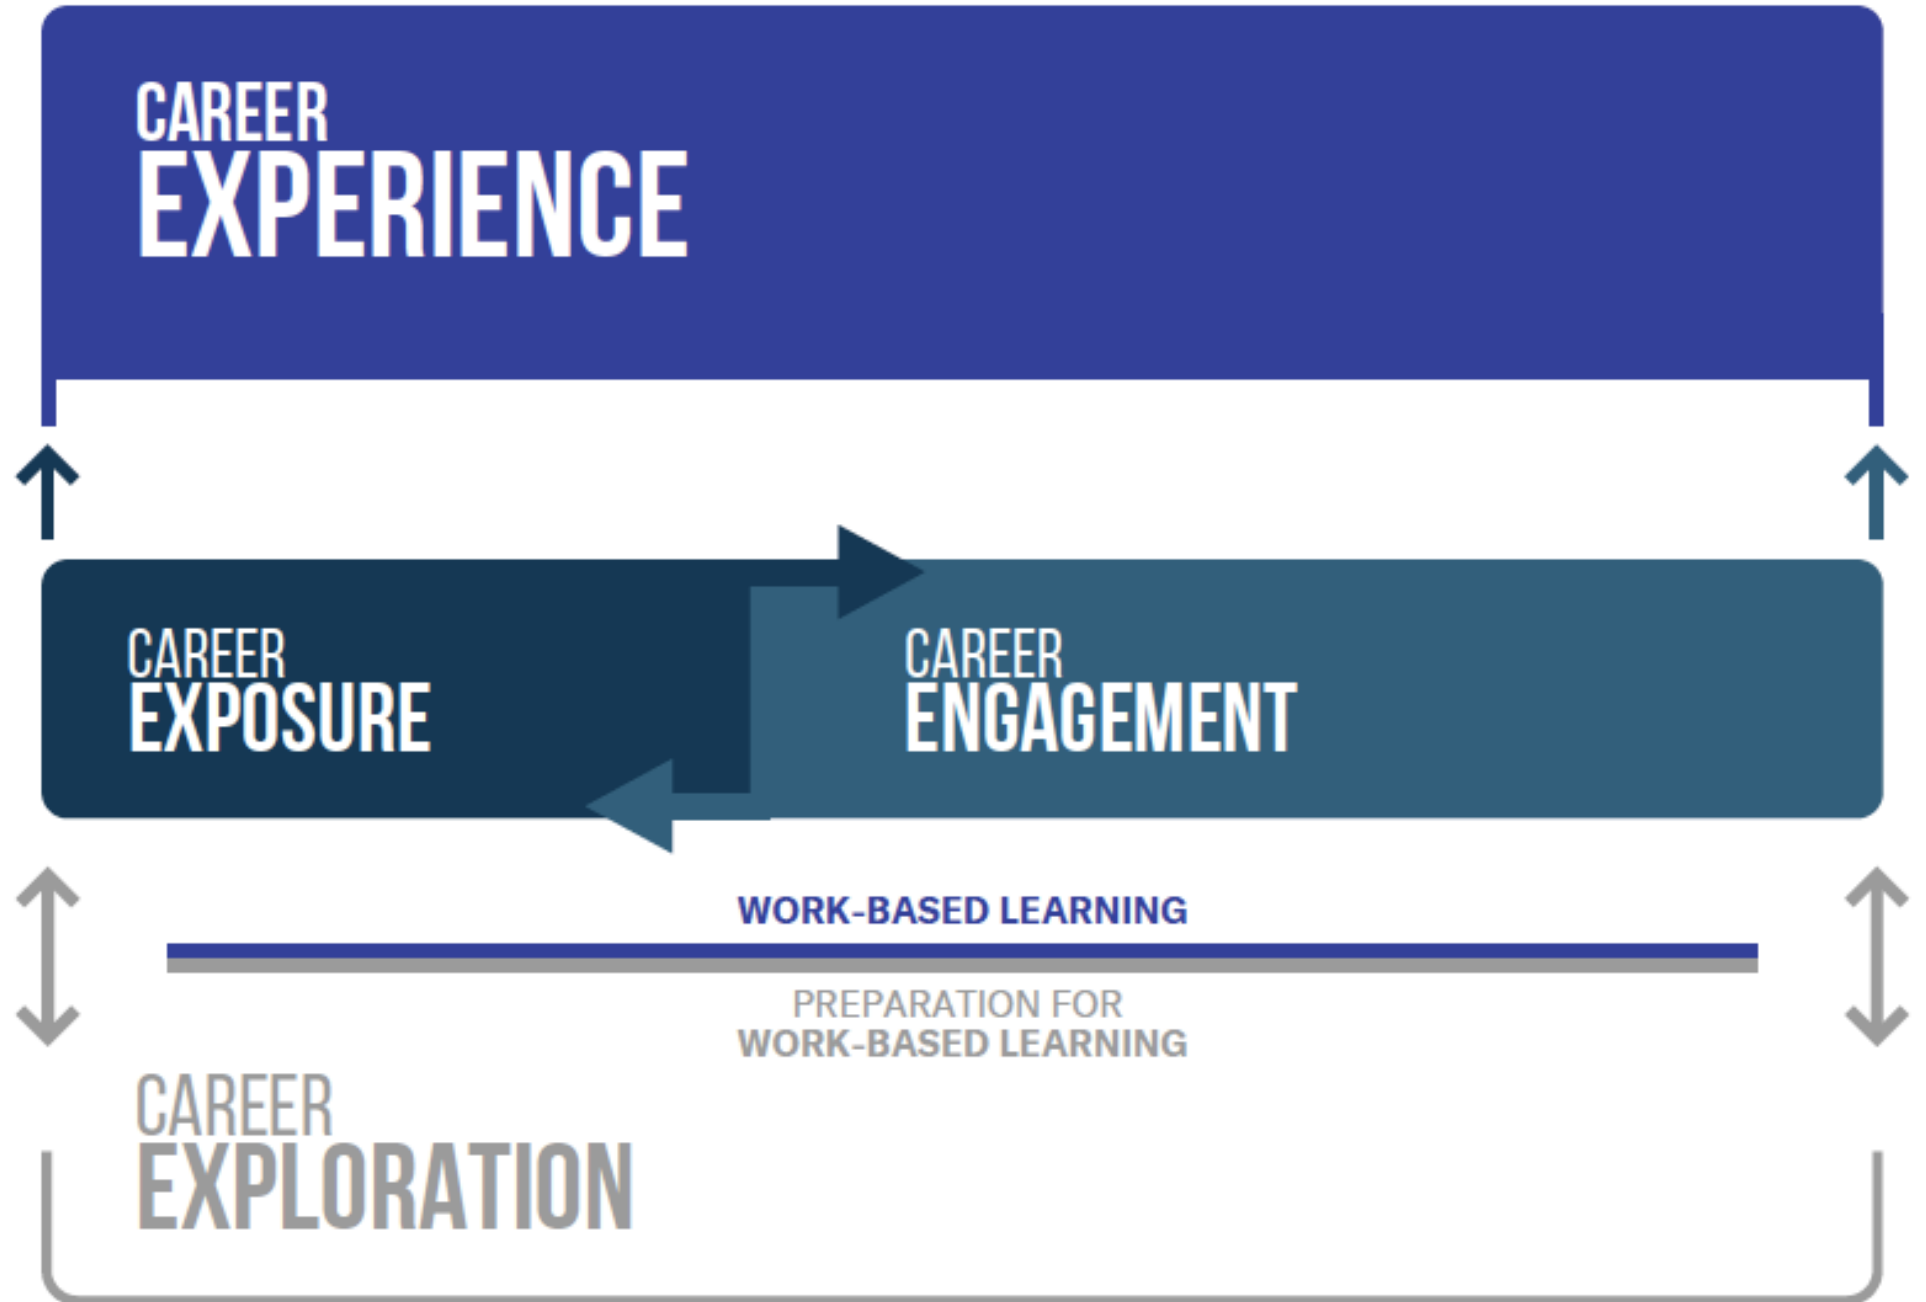 CAREER
EXPERIENCE
CAREER
EXPOSURE
CAREER
ENGAGEMENT
WORK-BASED LEARNING
PREPARATION FOR
WORK-BASED LEARNING
CAREER
EXPLORATION